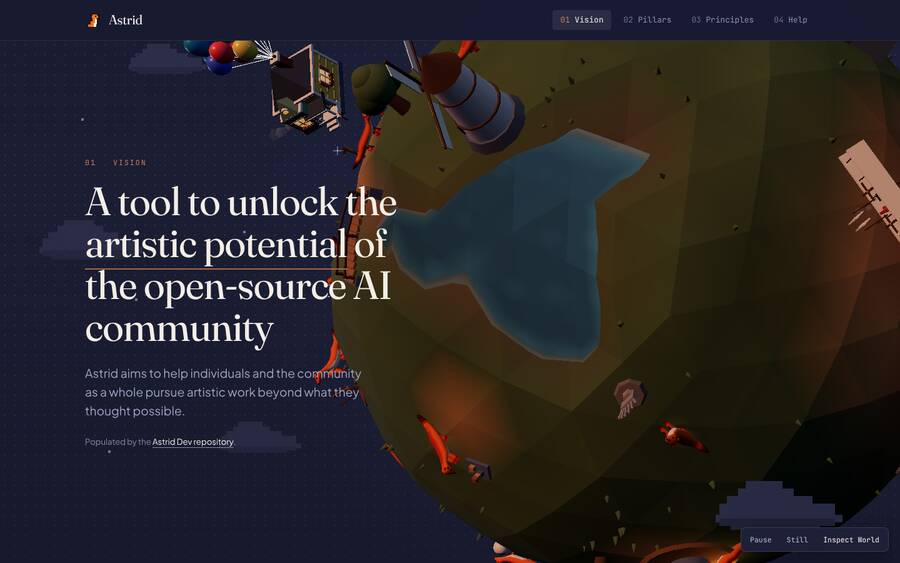 Astrid
01 Vision
02 Pillars
03 Principles
04 Help
01 VISION
A tool to unlock the
artistic potential of
the open-source AI
community
Astrid aims to help individuals and the community
as a whole pursue artistic work beyond what they
thought possible.
Populated by the Astrid Dev repository.
Pause
Still
Inspect World